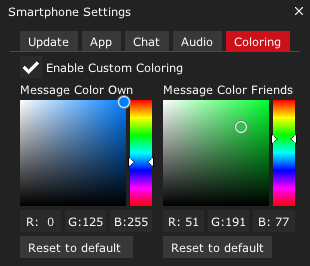 Smartphone Settings
Update App Chat Audio Coloring
Enable Custom Coloring
Message Color Own Message Color Friends
R: 0 G:125 B:255 R: 51 G:191 B: 77
Reset to default Reset to default